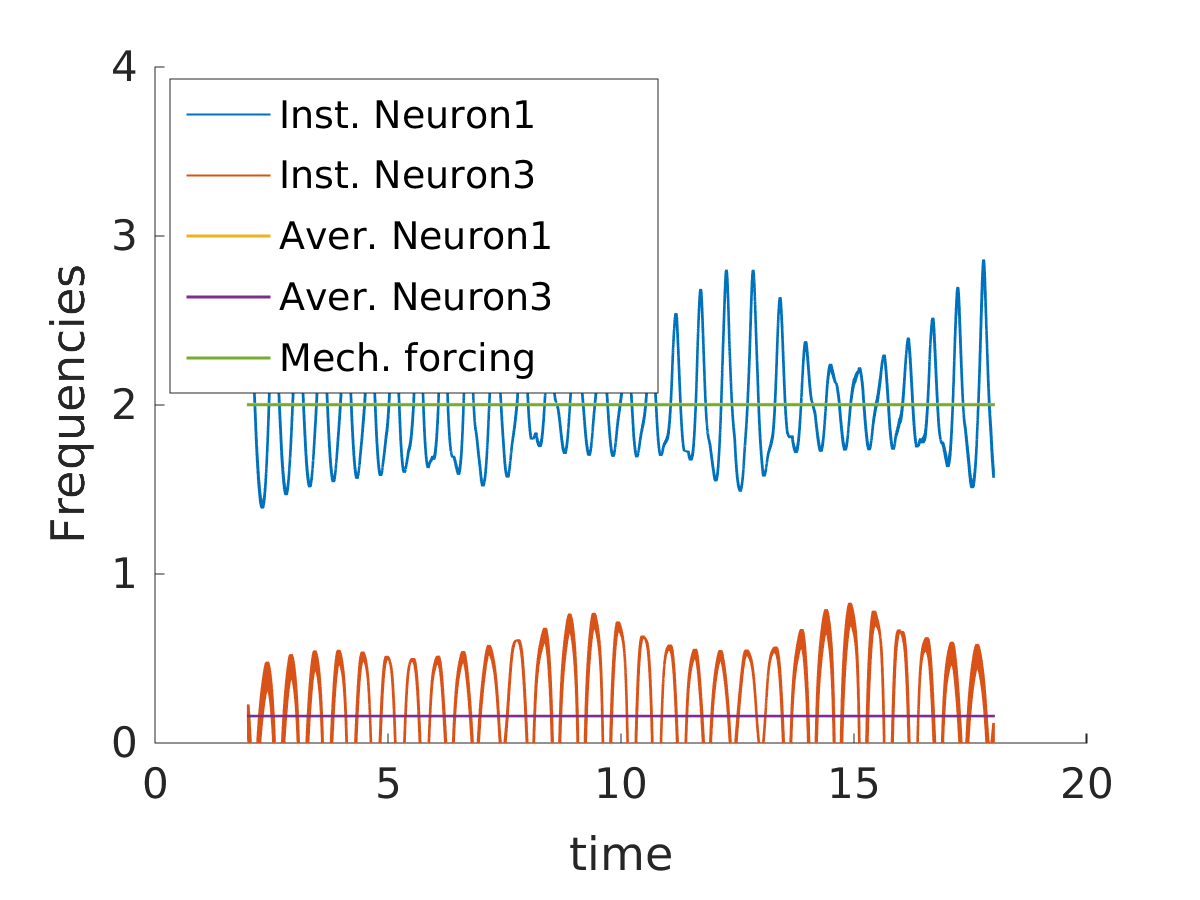 4
3
2
1
0
Frequencies
Inst. Neuron1
Inst. Neuron3
Aver. Neuron1
Aver. Neuron3
Mech. forcing
0 5 10 15 20
time